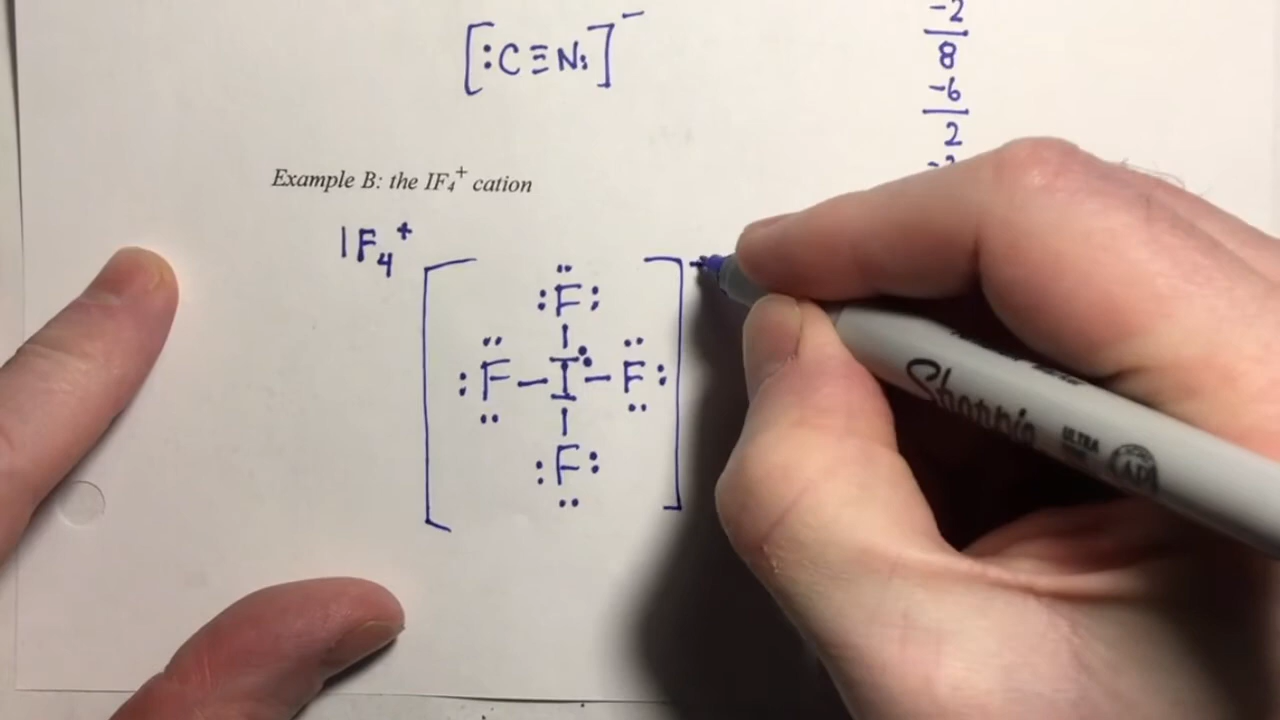 [:C≡N:]⁻
-2
8
-6
2
Example B: the IF₄⁺ cation
IF₄⁺
:F:
:F-I-F:
:F:
Sharpie
ULTRA